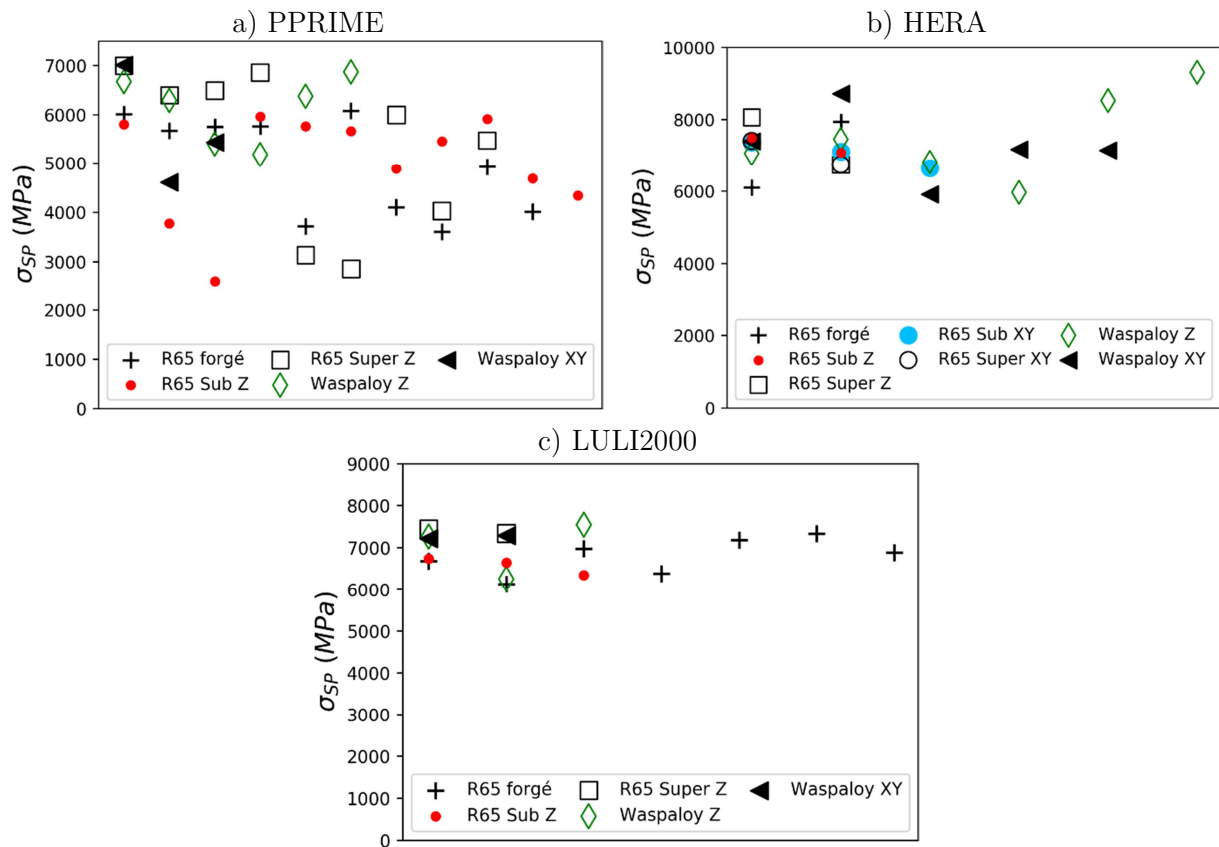 a) PPRIME
7000
6000
5000
4000
3000
2000
1000
0
σSP (MPa)
R65 forgé
R65 Sub Z
R65 Super Z
Waspaloy Z
Waspaloy XY
b) HERA
10000
8000
6000
4000
2000
0
σSP (MPa)
R65 forgé
R65 Sub Z
R65 Super Z
R65 Sub XY
R65 Super XY
Waspaloy Z
Waspaloy XY
c) LULI2000
9000
8000
7000
6000
5000
4000
3000
2000
1000
0
σSP (MPa)
R65 forgé
R65 Sub Z
R65 Super Z
Waspaloy Z
Waspaloy XY